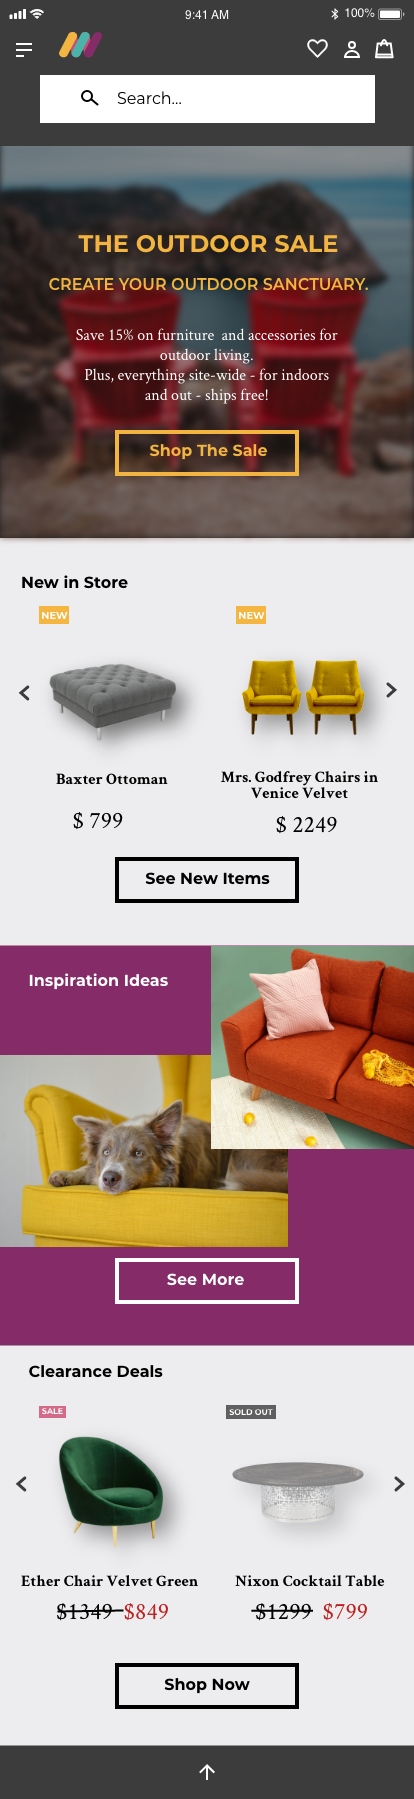 9:41 AM
100%
Search...
THE OUTDOOR SALE
CREATE YOUR OUTDOOR SANCTUARY.
Save 15% on furniture and accessories for
outdoor living.
Plus, everything site-wide - for indoors
and out - ships free!
Shop The Sale
New in Store
NEW
NEW
Baxter Ottoman
$ 799
Mrs. Godfrey Chairs in
Venice Velvet
$ 2249
See New Items
Inspiration Ideas
See More
Clearance Deals
SALE
SOLD OUT
Ether Chair Velvet Green
$1349 $849
Nixon Cocktail Table
$1299 $799
Shop Now